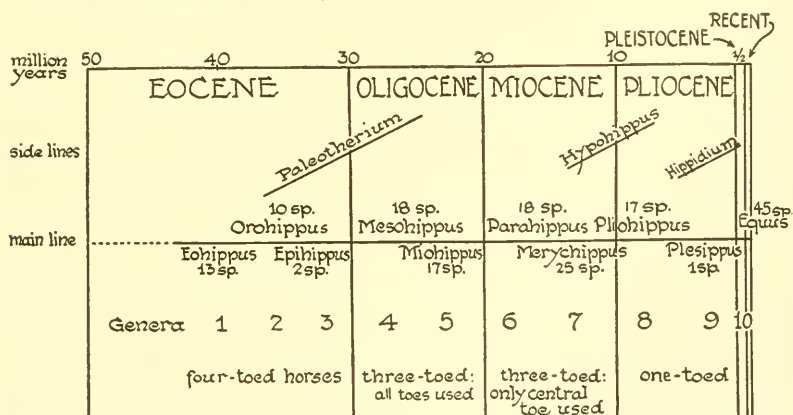 RECENT
PLEISTOCENE
million years
50 40 30 20 10 ½
EOCENE OLIGOCENE MIOCENE PLIOCENE
side lines
Paleotherium
Hypohippus
Hippidium
10 sp. 18 sp. 18 sp. 17 sp. 45 sp.
Orohippus Mesohippus Parahippus Pliohippus Equus
main line
Eohippus Epihippus Miohippus Merychippus Plesippus
13 sp. 2 sp. 17 sp. 25 sp. 1 sp.
Genera 1 2 3 4 5 6 7 8 9 10
four-toed horses three-toed: three-toed: one-toed
all toes used only central
toe used